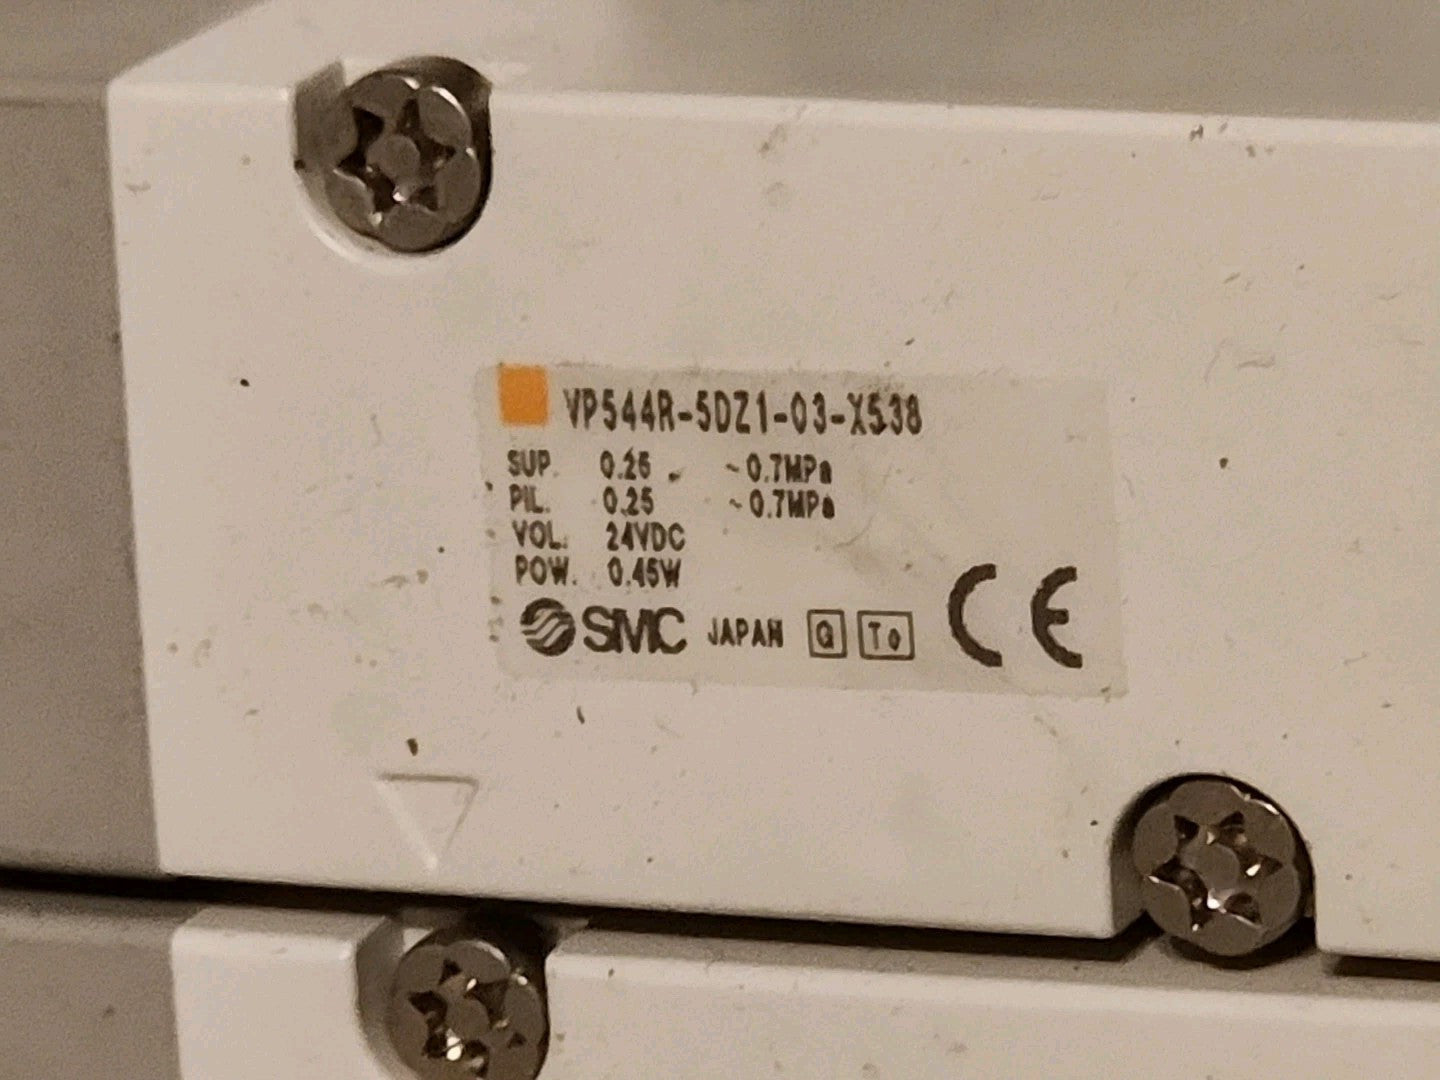 VP544R-5DZ1-03-X538
SUP. 0.25 ~0.7MPa
PIL. 0.25 ~0.7MPa
VOL. 24VDC
POW. 0.45W
SMC JAPAN Q To CE